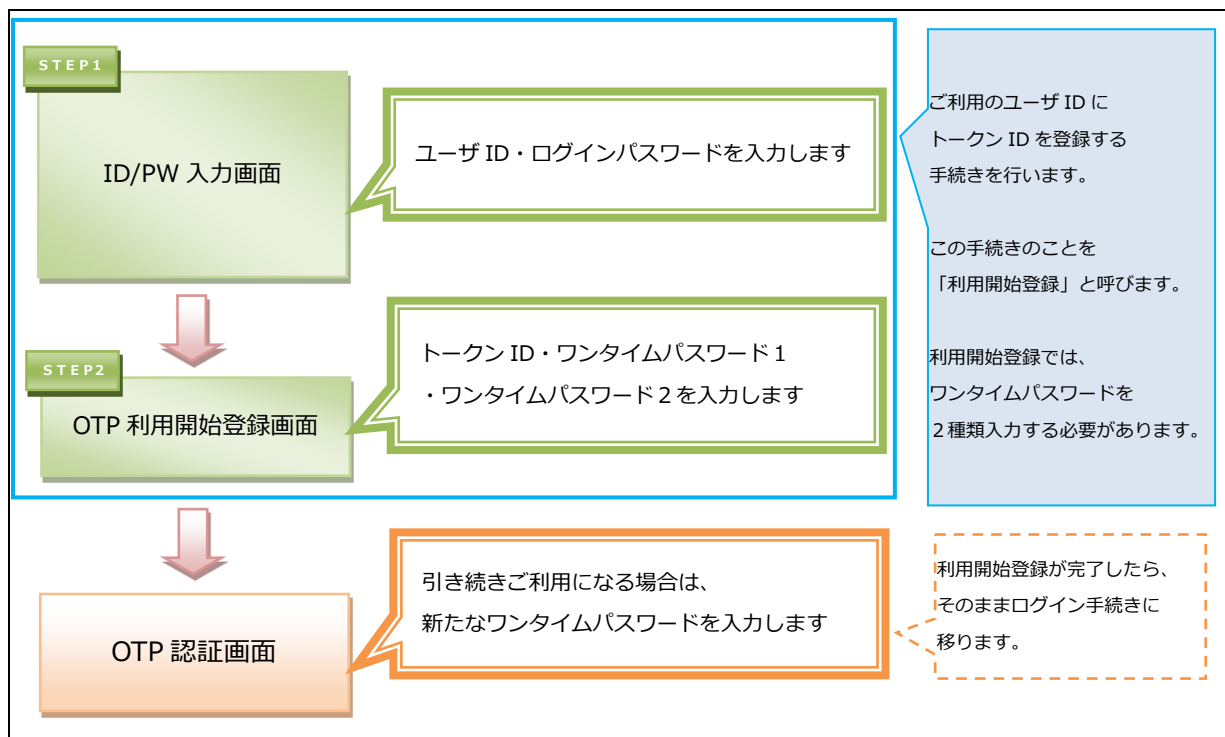 STEP1
ID/PW 入力画面
ユーザ ID・ログインパスワードを入力します
ご利用のユーザ ID に
トークン ID を登録する
手続きを行います。
この手続きのことを
「利用開始登録」と呼びます。
利用開始登録では、
ワンタイムパスワードを
２種類入力する必要があります。
STEP2
OTP 利用開始登録画面
トークン ID・ワンタイムパスワード１
・ワンタイムパスワード２を入力します
OTP 認証画面
引き続きご利用になる場合は、
新たなワンタイムパスワードを入力します
利用開始登録が完了したら、
そのままログイン手続きに
移ります。